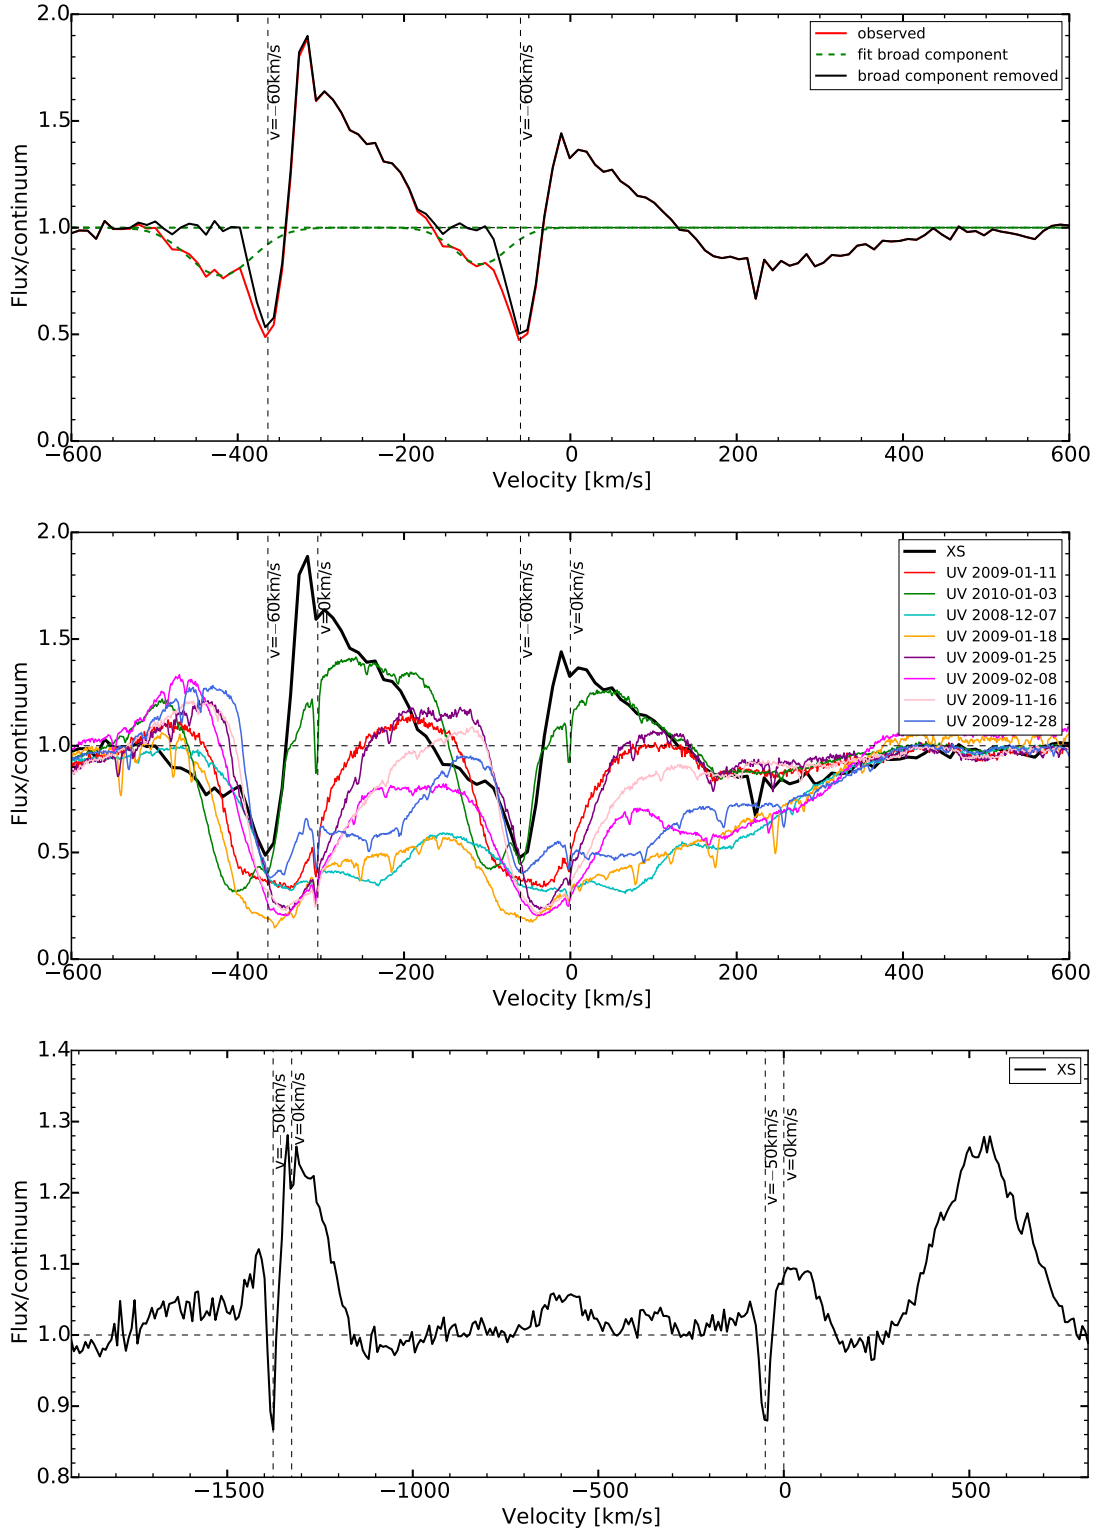 2.0
1.5
1.0
0.5
0.0
Flux/continuum
v=−60km/s
v=−60km/s
observed
fit broad component
broad component removed
−600
−400
−200
0
200
400
600
Velocity [km/s]
2.0
1.5
1.0
0.5
0.0
Flux/continuum
v=−60km/s
v=0km/s
v=−60km/s
v=0km/s
XS
UV 2009-01-11
UV 2010-01-03
UV 2008-12-07
UV 2009-01-18
UV 2009-01-25
UV 2009-02-08
UV 2009-11-16
UV 2009-12-28
−600
−400
−200
0
200
400
600
Velocity [km/s]
1.4
1.3
1.2
1.1
1.0
0.9
0.8
Flux/continuum
v=−50km/s
v=0km/s
v=−50km/s
v=0km/s
XS
−1500
−1000
−500
0
500
Velocity [km/s]